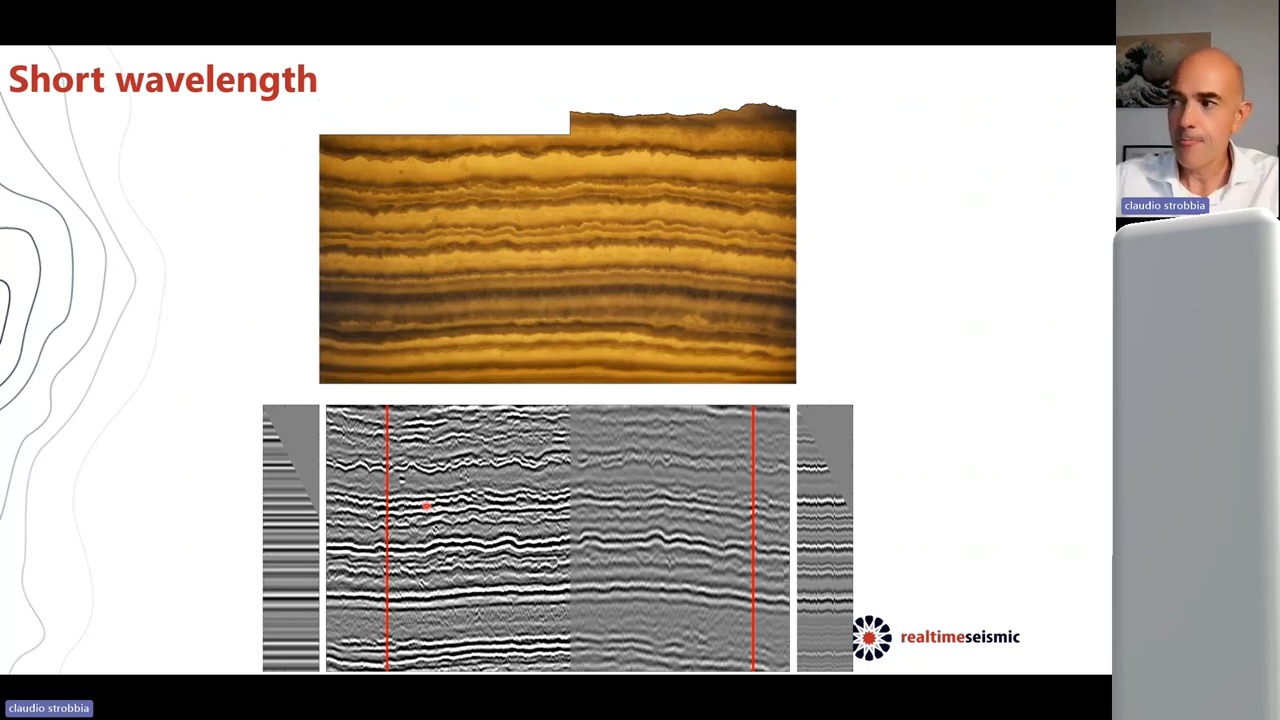 Short wavelength
claudio strobbia
realtimeseismic
claudio strobbia